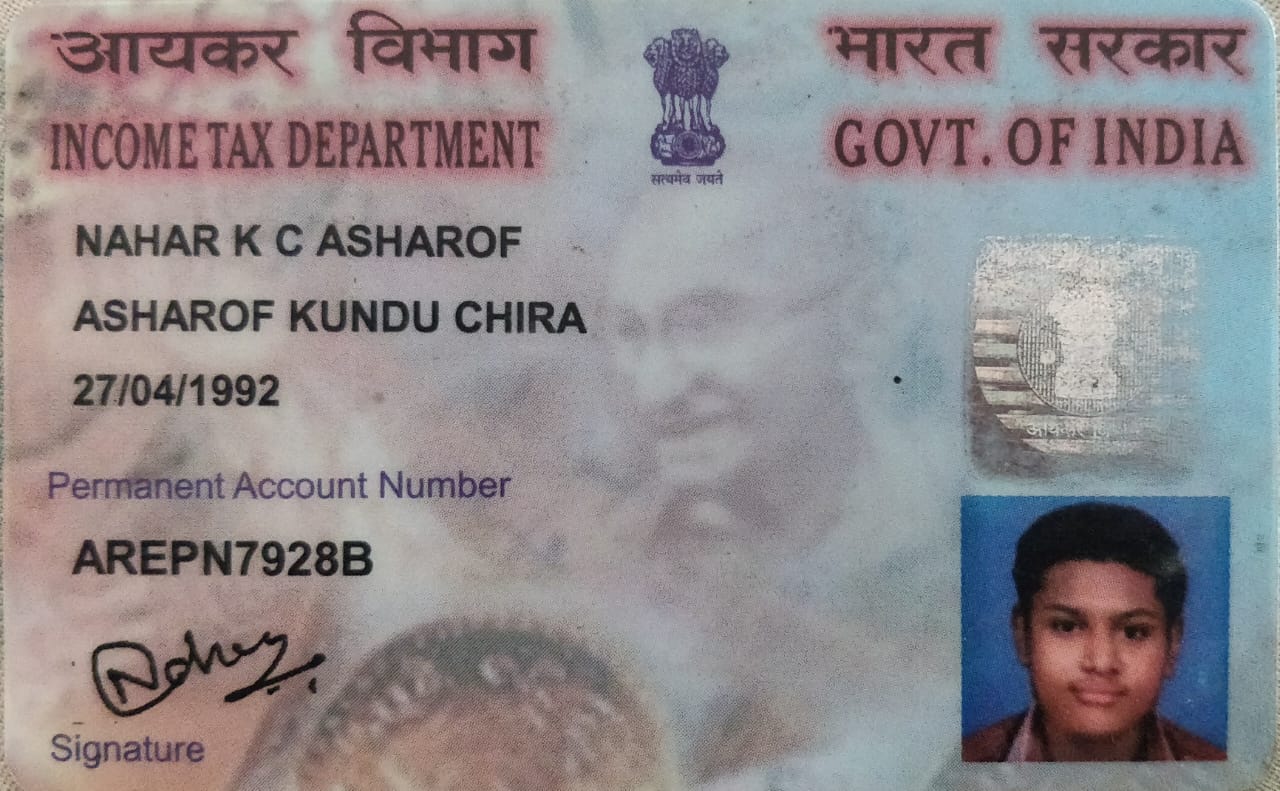 आयकर विभाग
INCOME TAX DEPARTMENT
सत्यमेव जयते
भारत सरकार
GOVT. OF INDIA
NAHAR K C ASHAROF
ASHAROF KUNDU CHIRA
27/04/1992
Permanent Account Number
AREPN7928B
Signature